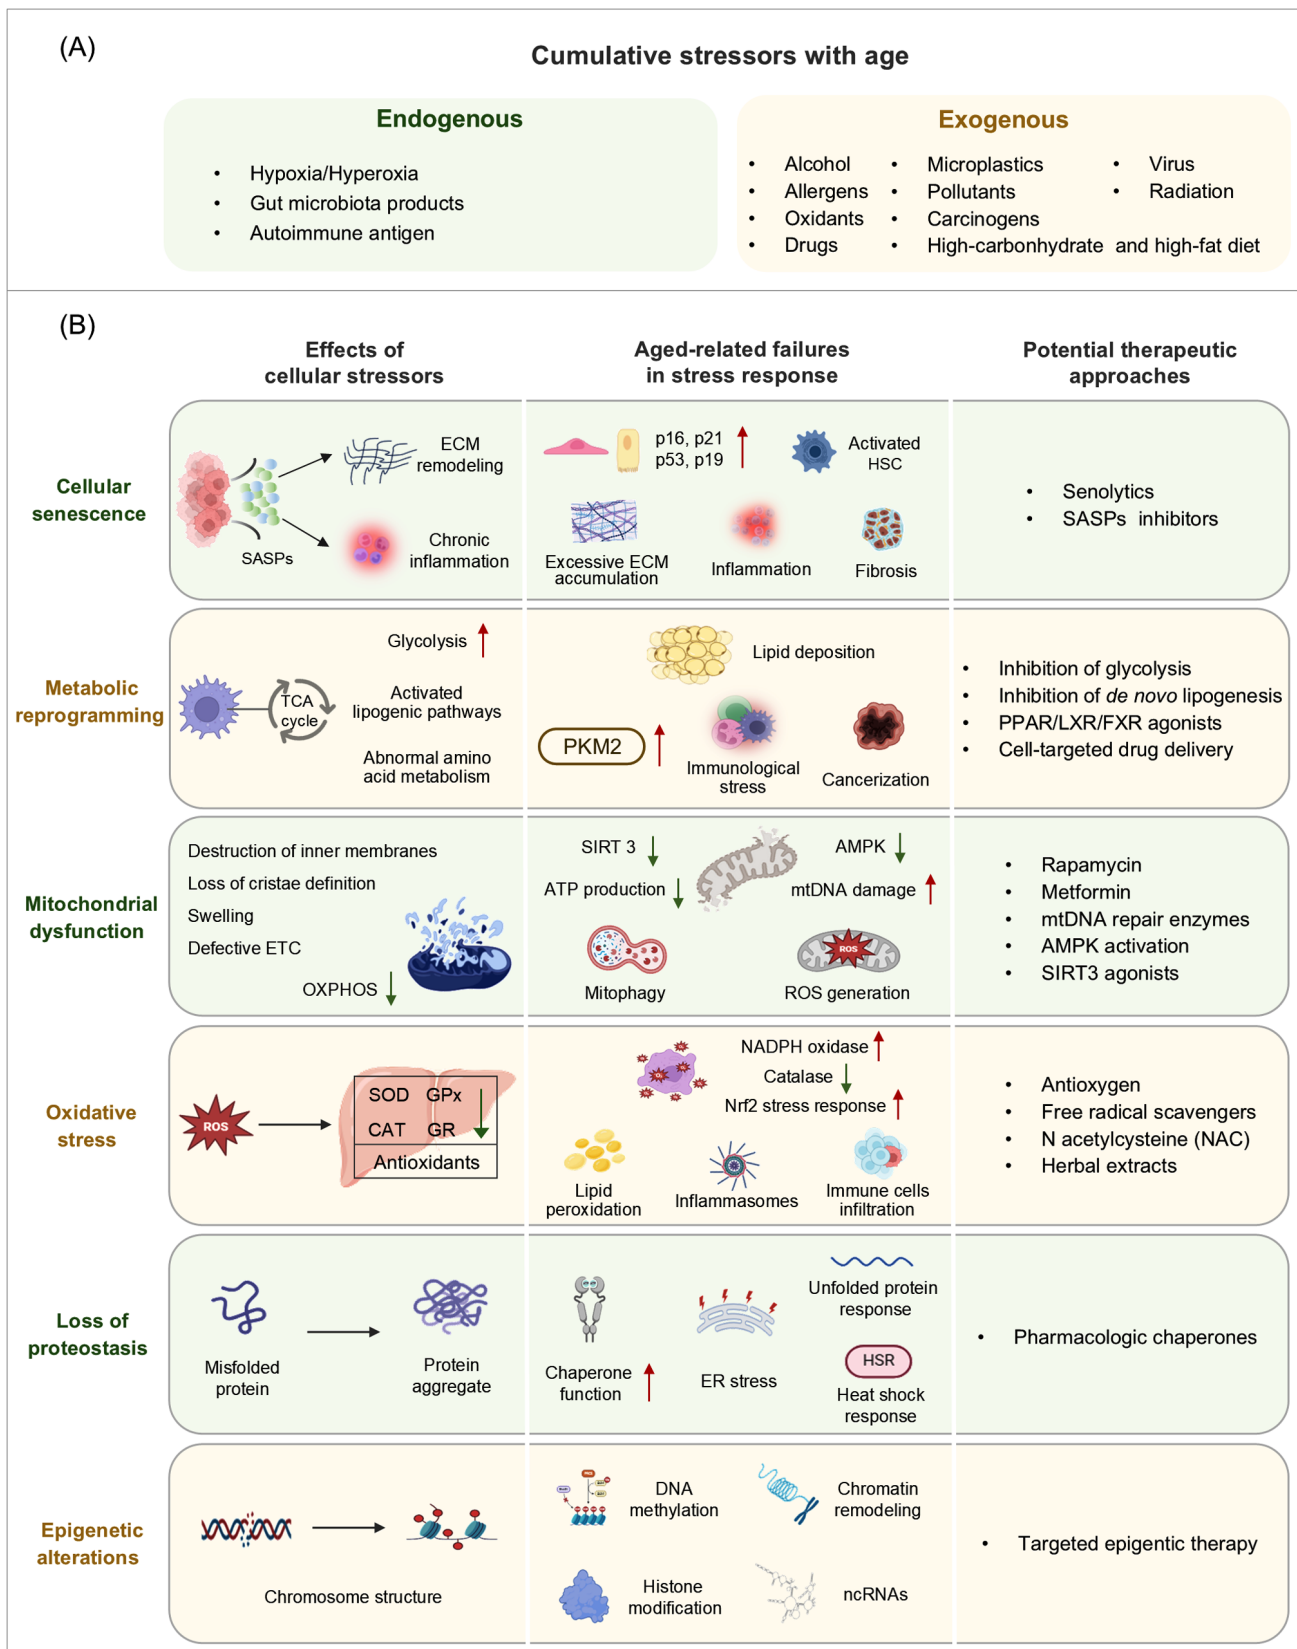 (A)
Cumulative stressors with age
Endogenous
• Hypoxia/Hyperoxia
• Gut microbiota products
• Autoimmune antigen
Exogenous
• Alcohol
• Allergens
• Oxidants
• Drugs
• Microplastics
• Pollutants
• Carcinogens
• High-carbonhydrate and high-fat diet
• Virus
• Radiation
(B)
Effects of
cellular stressors
Aged-related failures
in stress response
Potential therapeutic
approaches
Cellular
senescence
SASPs
ECM
remodeling
Chronic
inflammation
p16, p21
p53, p19
Activated
HSC
Excessive ECM
accumulation
Inflammation
Fibrosis
• Senolytics
• SASPs inhibitors
Metabolic
reprogramming
TCA
cycle
Glycolysis
Activated
lipogenic pathways
Abnormal amino
acid metabolism
Lipid deposition
PKM2
Immunological
stress
Cancerization
• Inhibition of glycolysis
• Inhibition of de novo lipogenesis
• PPAR/LXR/FXR agonists
• Cell-targeted drug delivery
Mitochondrial
dysfunction
Destruction of inner membranes
Loss of cristae definition
Swelling
Defective ETC
OXPHOS
SIRT 3
AMPK
ATP production
mtDNA damage
Mitophagy
ROS
ROS generation
• Rapamycin
• Metformin
• mtDNA repair enzymes
• AMPK activation
• SIRT3 agonists
Oxidative
stress
ROS
SOD GPx
CAT GR
Antioxidants
NADPH oxidase
Catalase
Nrf2 stress response
Lipid
peroxidation
Inflammasomes
Immune cells
infiltration
• Antioxygen
• Free radical scavengers
• N acetylcysteine (NAC)
• Herbal extracts
Loss of
proteostasis
Misfolded
protein
Protein
aggregate
Chaperone
function
ER stress
Unfolded protein
response
HSR
Heat shock
response
• Pharmacologic chaperones
Epigenetic
alterations
Chromosome structure
DNA
methylation
Chromatin
remodeling
Histone
modification
ncRNAs
• Targeted epigentic therapy